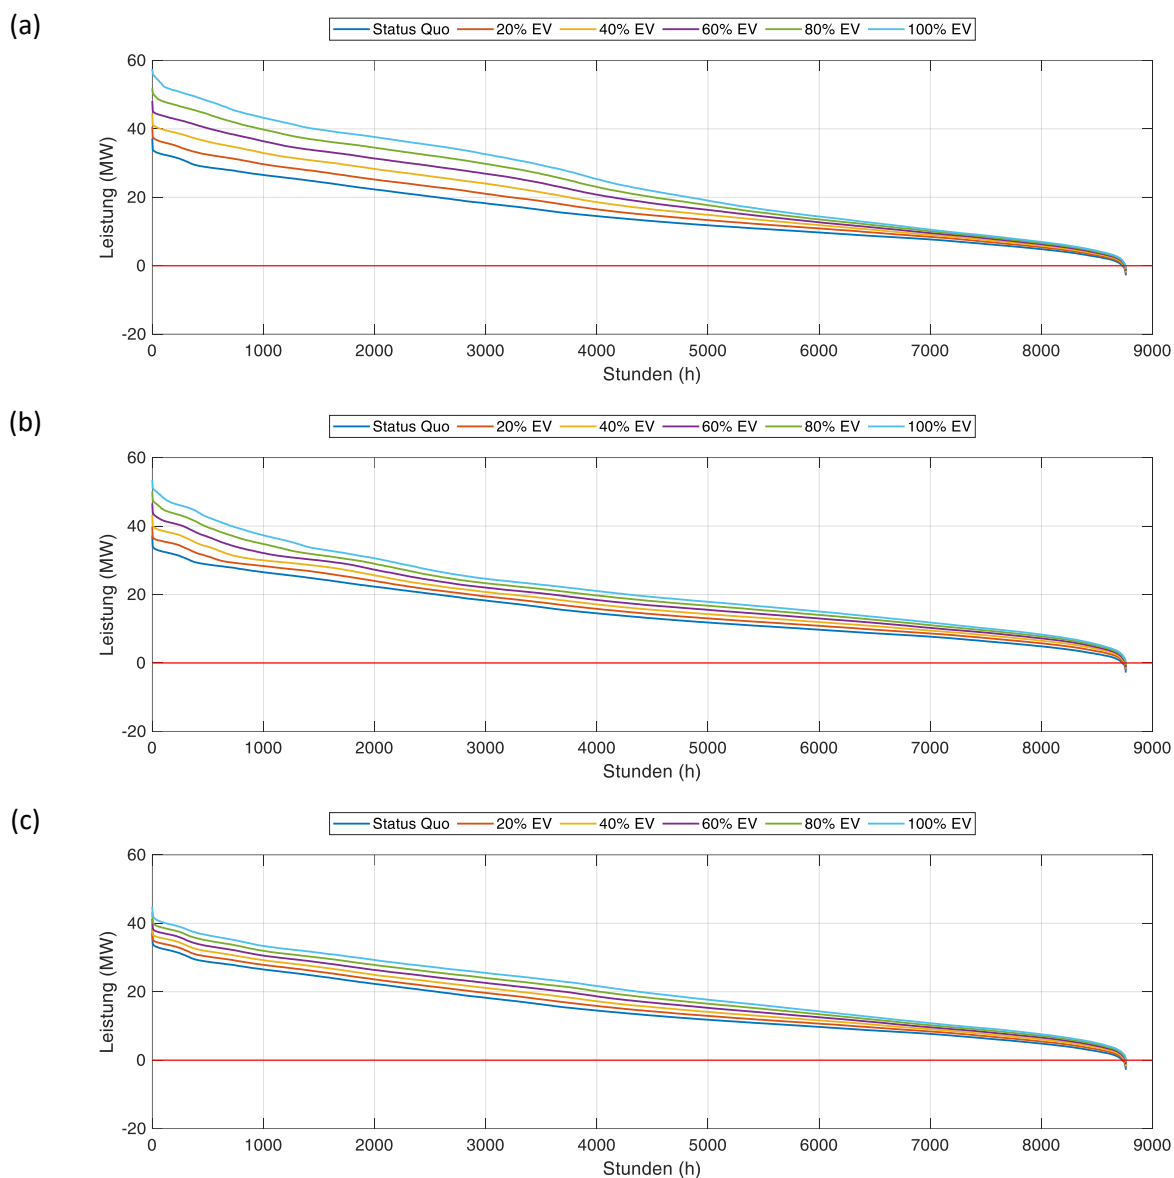 (a)
Status Quo 20% EV 40% EV 60% EV 80% EV 100% EV
60
40
20
0
-20
Leistung (MW)
0 1000 2000 3000 4000 5000 6000 7000 8000 9000
Stunden (h)
(b)
Status Quo 20% EV 40% EV 60% EV 80% EV 100% EV
60
40
20
0
-20
Leistung (MW)
0 1000 2000 3000 4000 5000 6000 7000 8000 9000
Stunden (h)
(c)
Status Quo 20% EV 40% EV 60% EV 80% EV 100% EV
60
40
20
0
-20
Leistung (MW)
0 1000 2000 3000 4000 5000 6000 7000 8000 9000
Stunden (h)